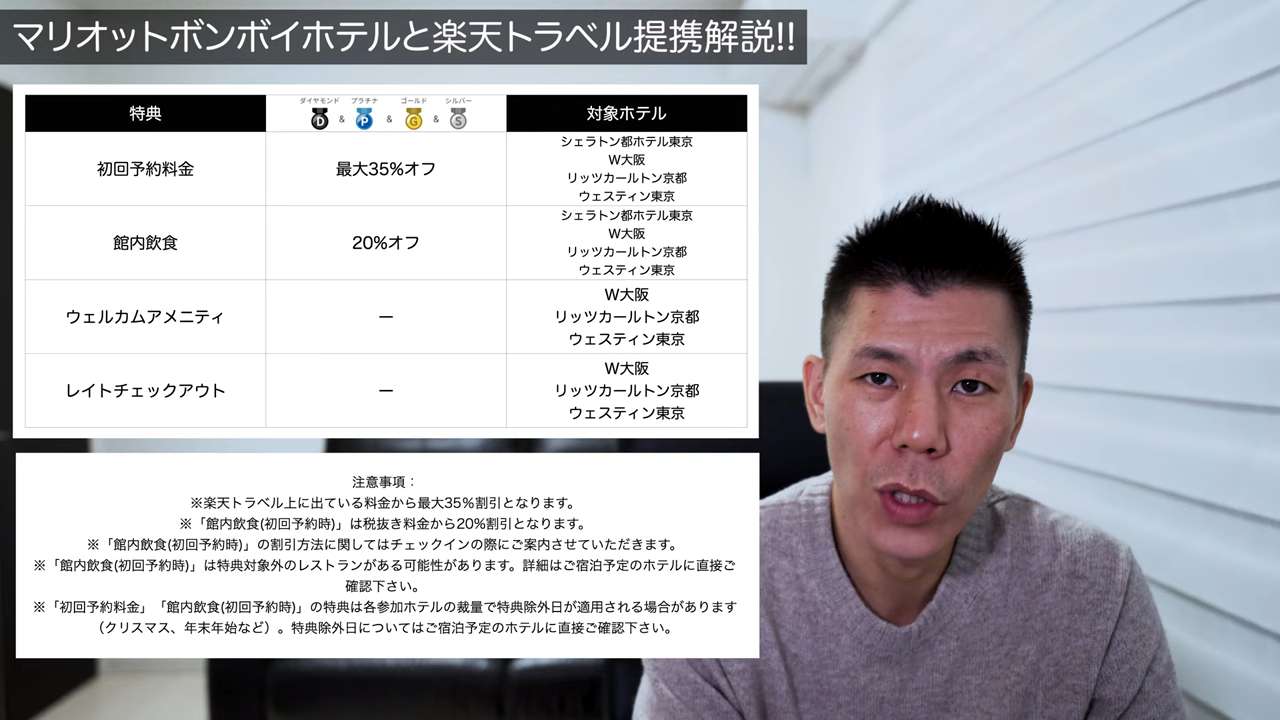 マリオットボンボイホテルと楽天トラベル提携解説!!
特典
ダイヤモンド プラチナ ゴールド シルバー
D & P & G & S
対象ホテル
初回予約料金
最大35%オフ
シェラトン都ホテル東京
W大阪
リッツカールトン京都
ウェスティン東京
館内飲食
20%オフ
シェラトン都ホテル東京
W大阪
リッツカールトン京都
ウェスティン東京
ウェルカムアメニティ
ー
W大阪
リッツカールトン京都
ウェスティン東京
レイトチェックアウト
ー
W大阪
リッツカールトン京都
ウェスティン東京
注意事項：
※楽天トラベル上に出ている料金から最大35%割引となります。
※「館内飲食(初回予約時)」は税抜き料金から20%割引となります。
※「館内飲食(初回予約時)」の割引方法に関してはチェックインの際にご案内させていただきます。
※「館内飲食(初回予約時)」は特典対象外のレストランがある可能性があります。詳細はご宿泊予定のホテルに直接ご
確認下さい。
※「初回予約料金」「館内飲食(初回予約時)」の特典は各参加ホテルの裁量で特典除外日が適用される場合があります
（クリスマス、年末年始など）。特典除外日についてはご宿泊予定のホテルに直接ご確認下さい。